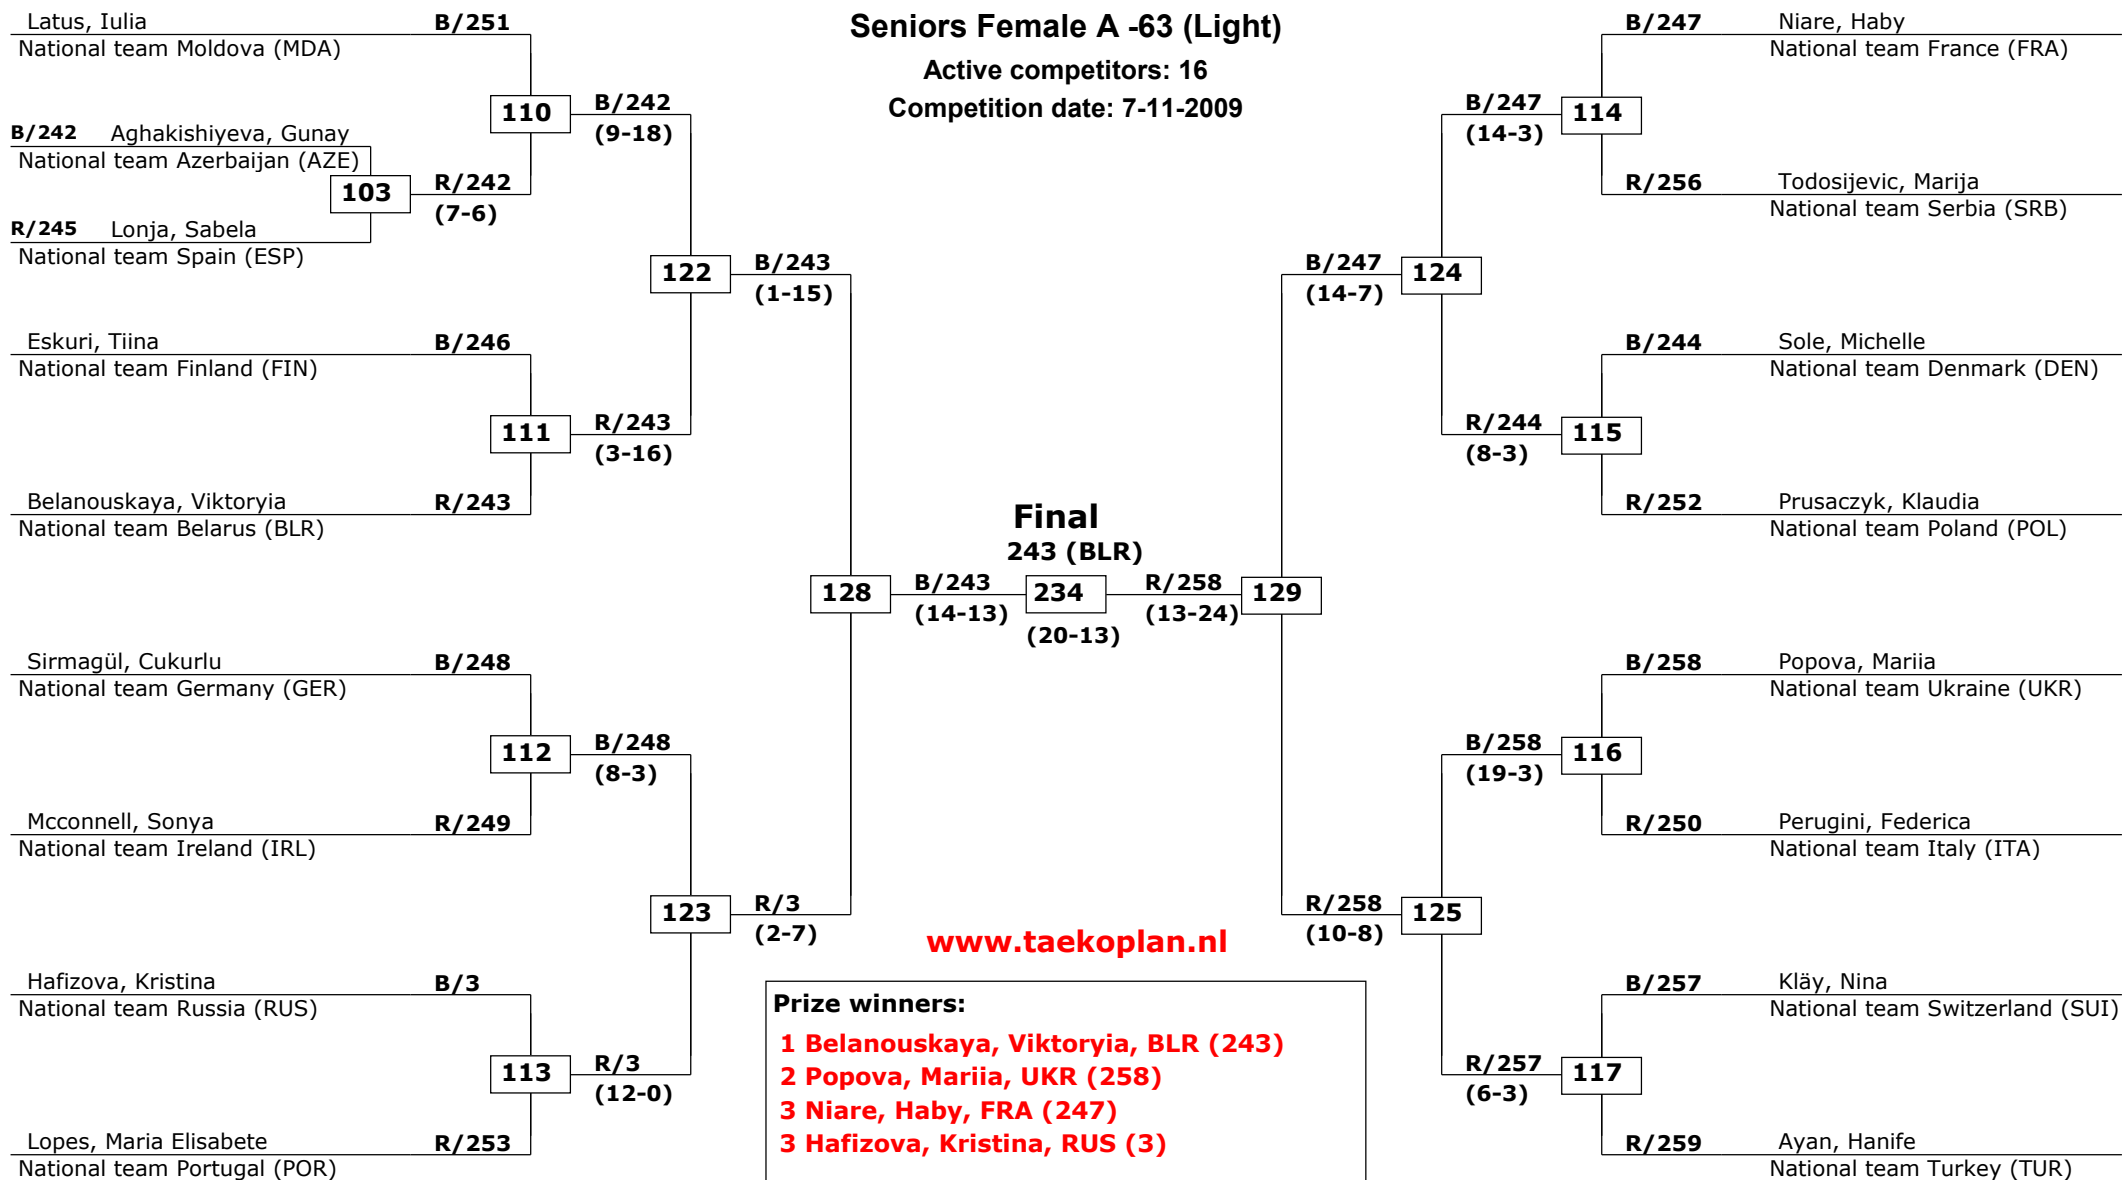 Seniors Female A -63 (Light)
Active competitors: 16
Competition date: 7-11-2009
Latus, Iulia B/251
National team Moldova (MDA)
110
B/242
(9-18)
B/242 Aghakishiyeva, Gunay
National team Azerbaijan (AZE)
103
R/242
(7-6)
R/245 Lonja, Sabela
National team Spain (ESP)
122
B/243
(1-15)
Eskuri, Tiina B/246
National team Finland (FIN)
111
R/243
(3-16)
Belanouskaya, Viktoryia R/243
National team Belarus (BLR)
128
B/243
(14-13)
Sirmagül, Cukurlu B/248
National team Germany (GER)
112
B/248
(8-3)
Mcconnell, Sonya R/249
National team Ireland (IRL)
123
R/3
(2-7)
Hafizova, Kristina B/3
National team Russia (RUS)
113
R/3
(12-0)
Lopes, Maria Elisabete R/253
National team Portugal (POR)
Final
243 (BLR)
234
(20-13)
B/247 Niare, Haby
National team France (FRA)
B/247
(14-3)
114
R/256 Todosijevic, Marija
National team Serbia (SRB)
B/247
(14-7)
124
B/244 Sole, Michelle
National team Denmark (DEN)
R/244
(8-3)
115
R/252 Prusaczyk, Klaudia
National team Poland (POL)
R/258
(13-24)
129
B/258 Popova, Mariia
National team Ukraine (UKR)
B/258
(19-3)
116
R/250 Perugini, Federica
National team Italy (ITA)
R/258
(10-8)
125
B/257 Kläy, Nina
National team Switzerland (SUI)
R/257
(6-3)
117
R/259 Ayan, Hanife
National team Turkey (TUR)
www.taekoplan.nl
Prize winners:
1 Belanouskaya, Viktoryia, BLR (243)
2 Popova, Mariia, UKR (258)
3 Niare, Haby, FRA (247)
3 Hafizova, Kristina, RUS (3)